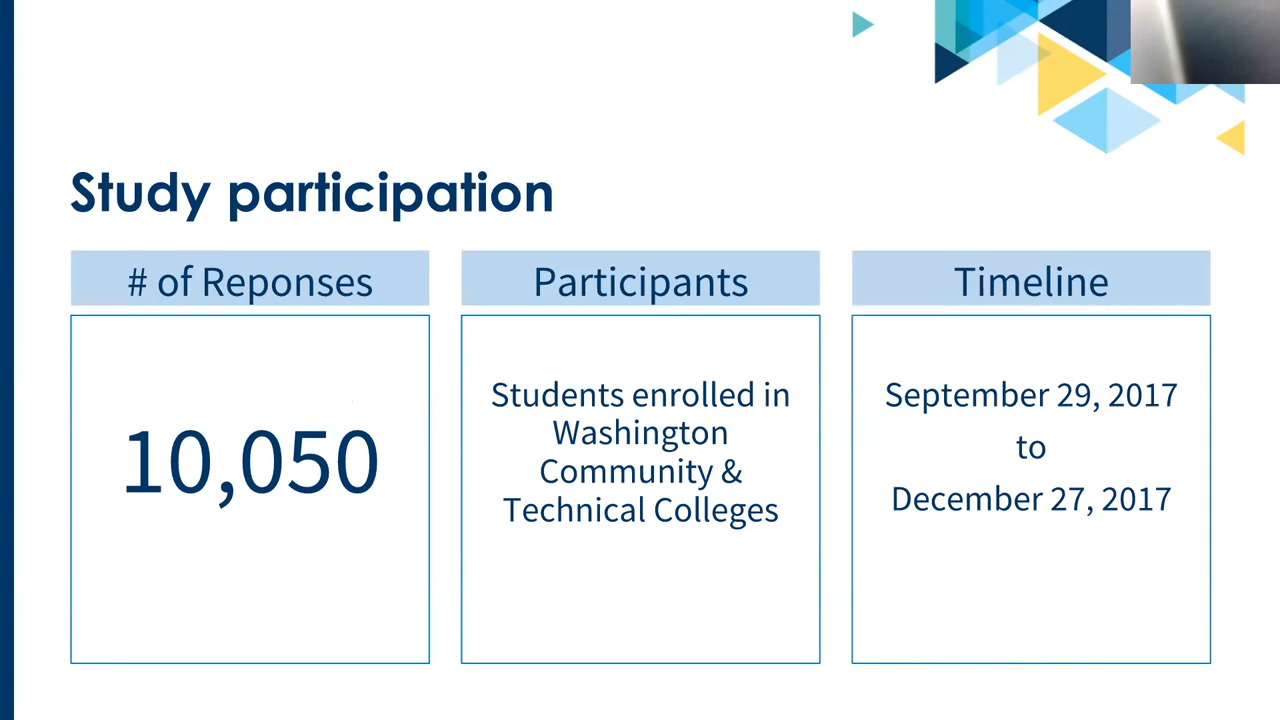 Study participation
# of Reponses
10,050
Participants
Students enrolled in
Washington
Community &
Technical Colleges
Timeline
September 29, 2017
to
December 27, 2017